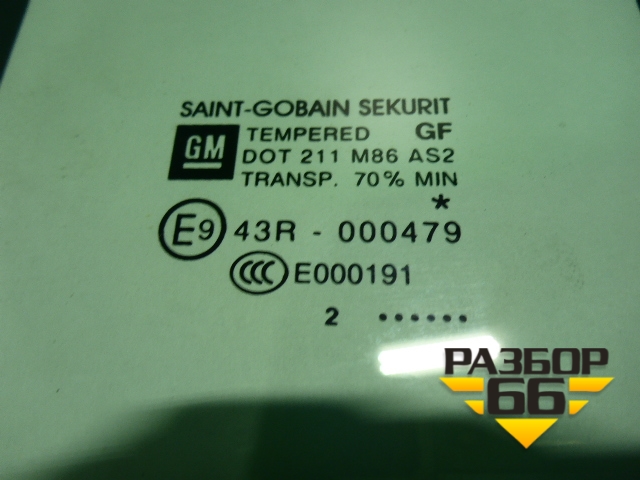 SAINT-GOBAIN SEKURIT
GM TEMPERED GF
DOT 211 M86 AS2
TRANSP. 70% MIN
*
E9 43R - 000479
CCC E000191
2 ••••••
РАЗБОР
66